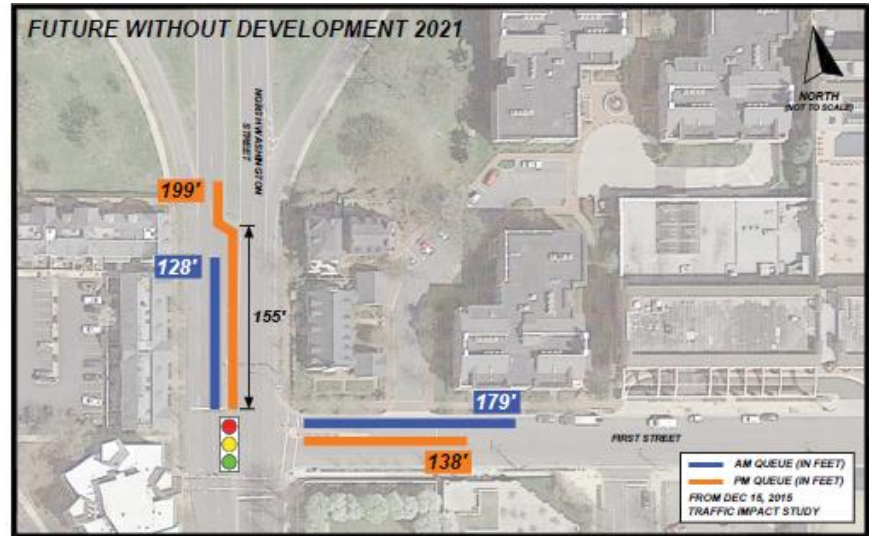 FUTURE WITHOUT DEVELOPMENT 2021
NORTH WASHINGTON
STREET
NORTH
(NOT TO SCALE)
199'
128'
155'
179'
FIRST STREET
138'
AM QUEUE (IN FEET)
PM QUEUE (IN FEET)
FROM DEC 15, 2015
TRAFFIC IMPACT STUDY